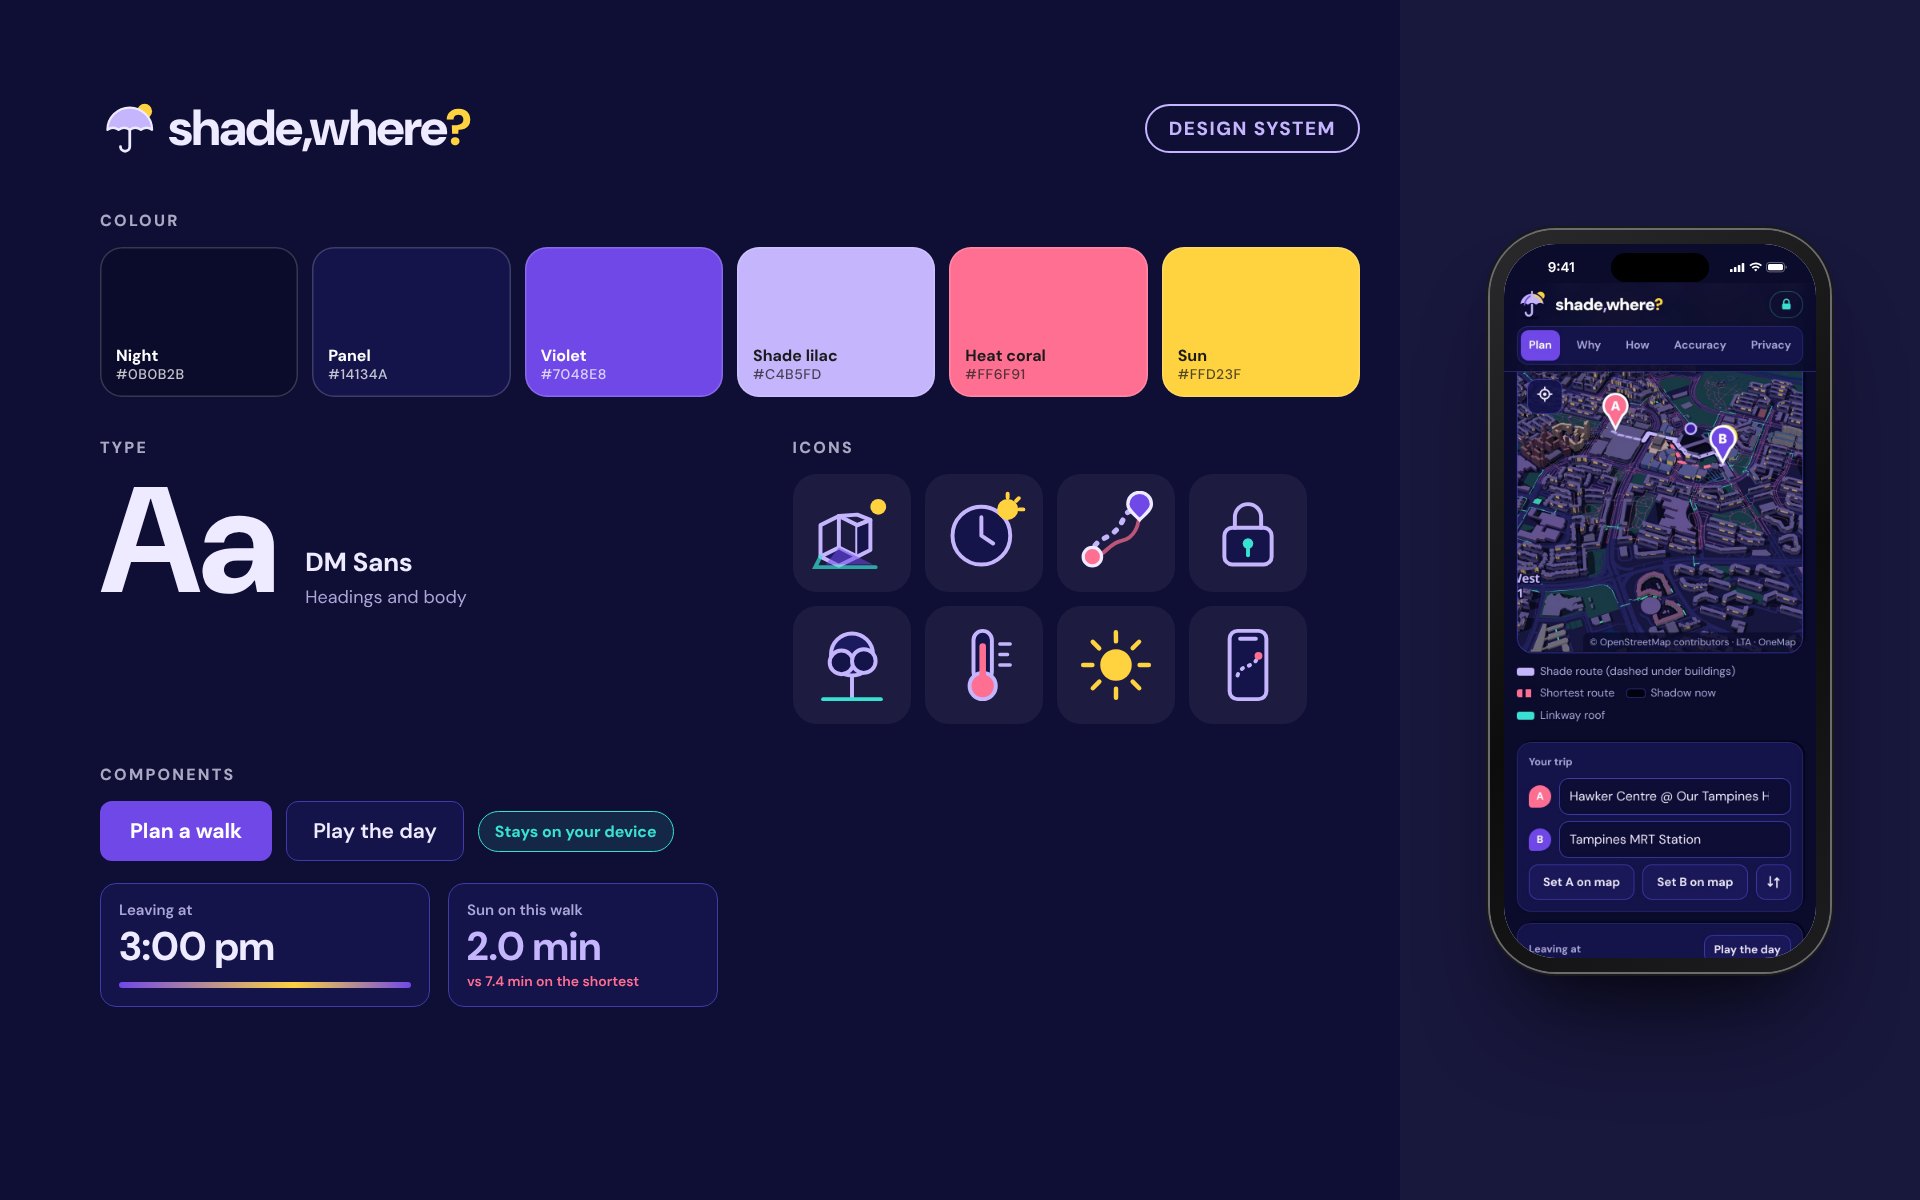 shade,where?
DESIGN SYSTEM
COLOUR
Night
#0B0B2B
Panel
#14134A
Violet
#7048E8
Shade lilac
#C4B5FD
Heat coral
#FF6F91
Sun
#FFD23F
TYPE
Aa
DM Sans
Headings and body
ICONS
COMPONENTS
Plan a walk
Play the day
Stays on your device
Leaving at
3:00 pm
Sun on this walk
2.0 min
vs 7.4 min on the shortest
9:41
shade,where?
Plan Why How Accuracy Privacy
A
B
© OpenStreetMap contributors · LTA · OneMap
Shade route (dashed under buildings)
Shortest route Shadow now
Linkway roof
Your trip
A Hawker Centre @ Our Tampines H
B Tampines MRT Station
Set A on map Set B on map
Leaving at Play the day